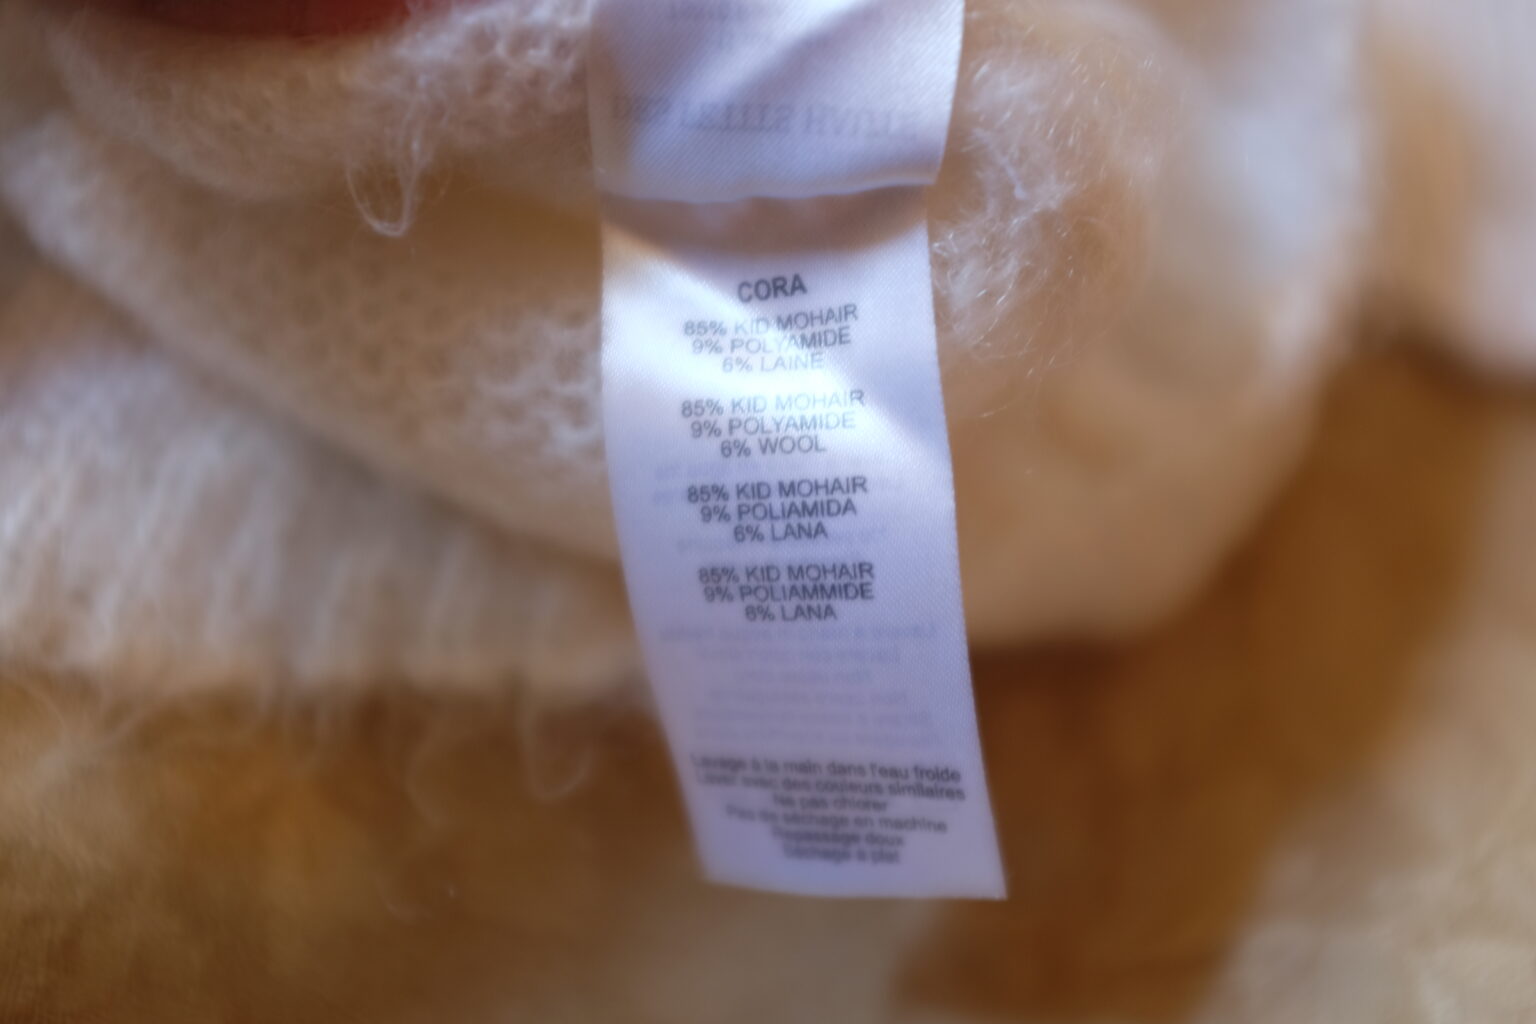 CORA
85% KID MOHAIR
9% POLYAMIDE
6% LAINE
85% KID MOHAIR
9% POLYAMIDE
6% WOOL
85% KID MOHAIR
9% POLIAMIDA
6% LANA
85% KID MOHAIR
9% POLIAMMIDE
6% LANA
Lavage à la main dans l'eau froide
Laver avec des couleurs similaires
Ne pas chlorer
Pas de séchage en machine
Repassage doux
Séchage à plat